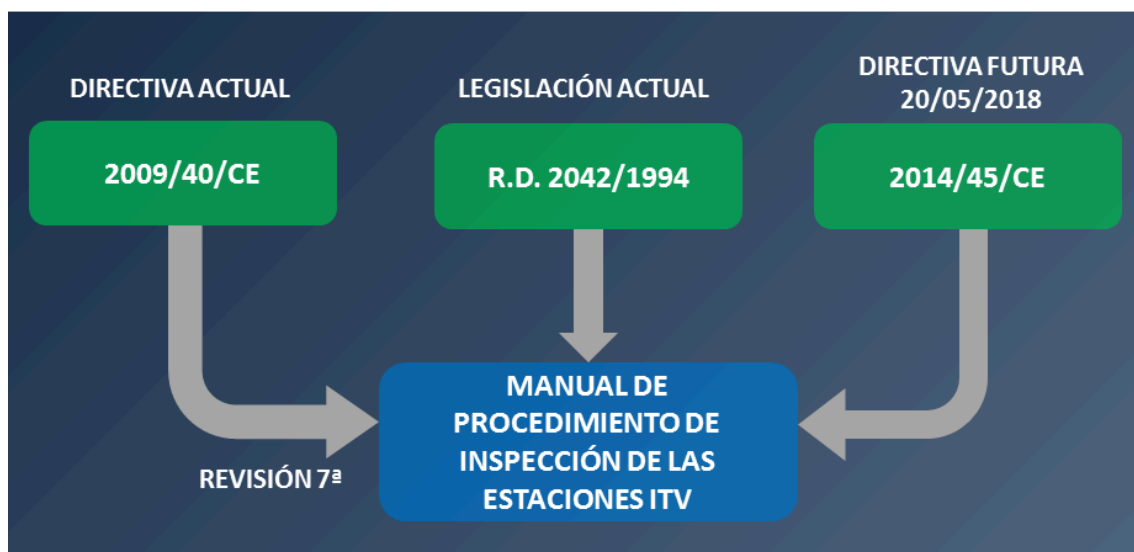 DIRECTIVA ACTUAL
2009/40/CE
LEGISLACIÓN ACTUAL
R.D. 2042/1994
DIRECTIVA FUTURA
20/05/2018
2014/45/CE
MANUAL DE
PROCEDIMIENTO DE
INSPECCIÓN DE LAS
ESTACIONES ITV
REVISIÓN 7ª